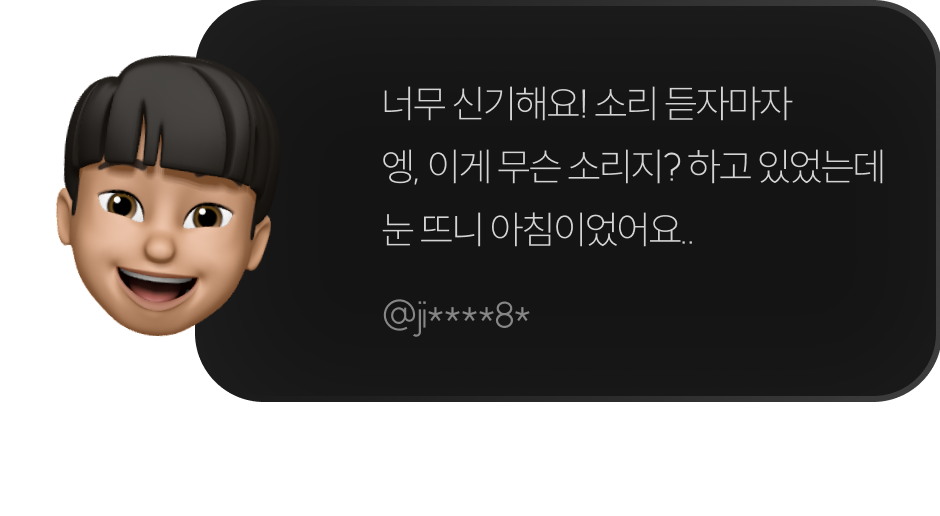 너무 신기해요! 소리 듣자마자
엥, 이게 무슨 소리지? 하고 있었는데
눈 뜨니 아침이었어요..
@ji****8*